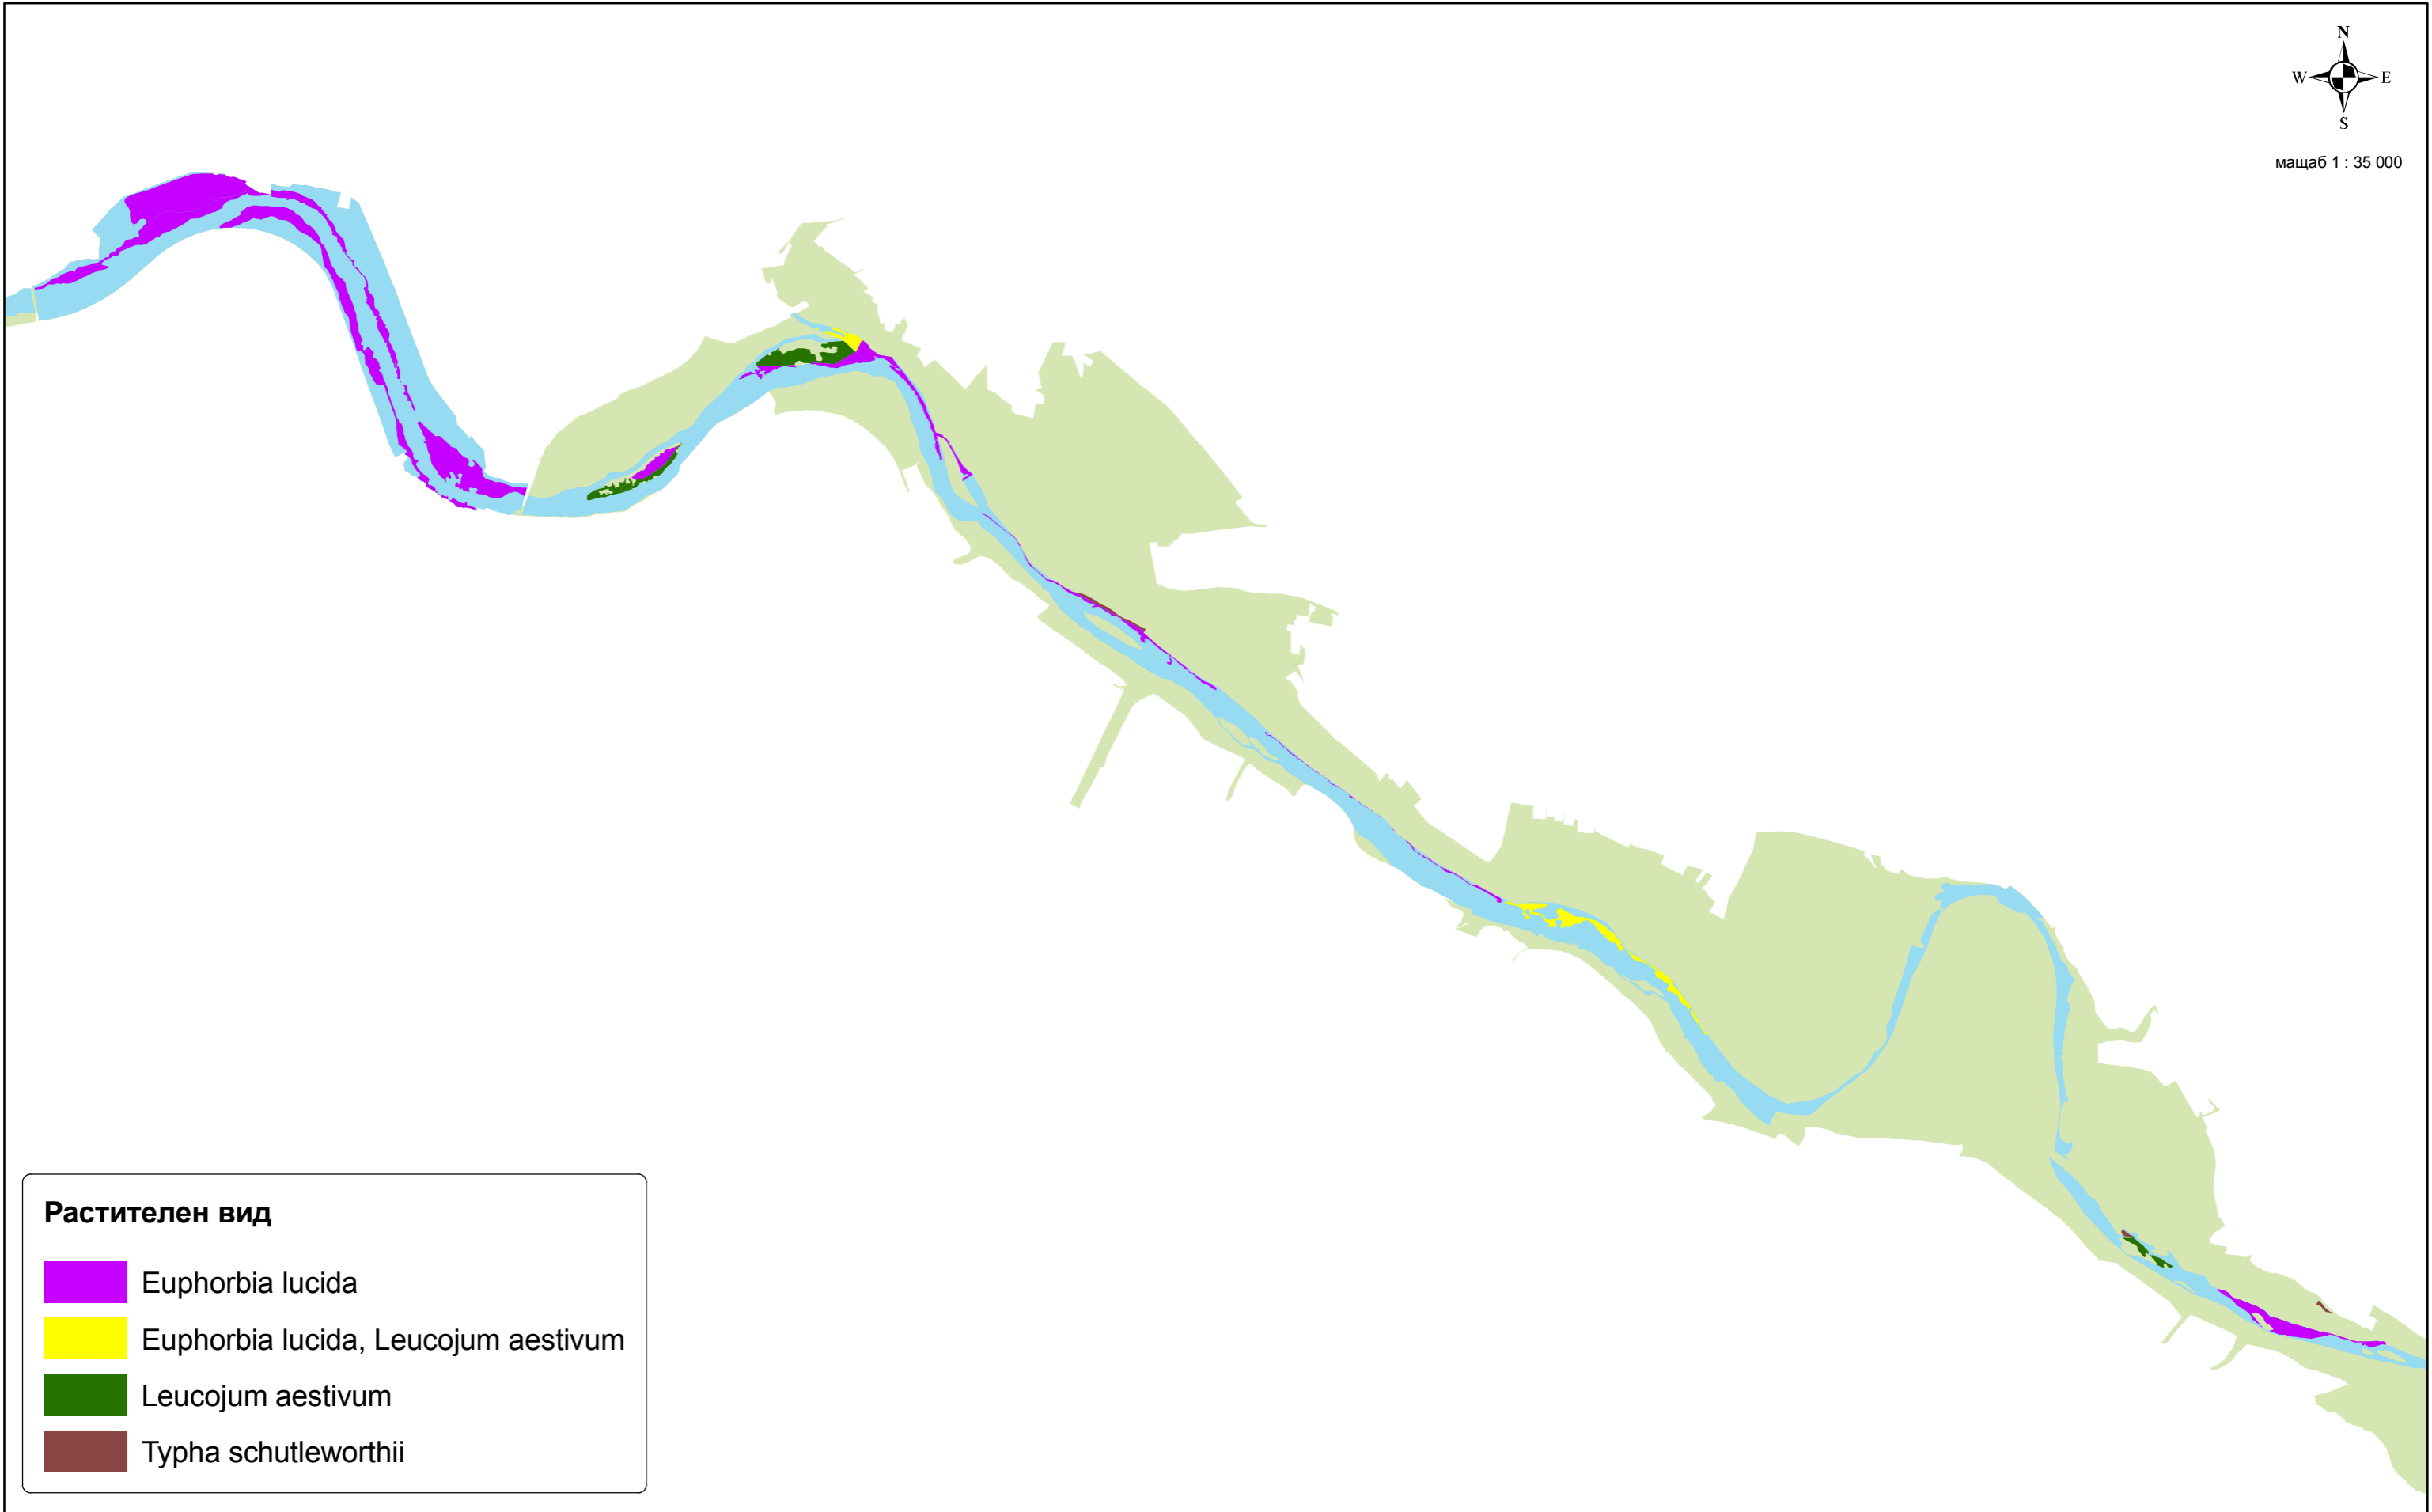 N
W E
S
мащаб 1 : 35 000
Растителен вид
Euphorbia lucida
Euphorbia lucida, Leucojum aestivum
Leucojum aestivum
Typha schutleworthii